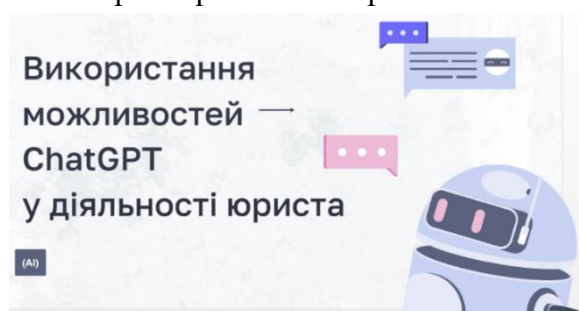 Використання
можливостей →
ChatGPT
у діяльності юриста
(AI)